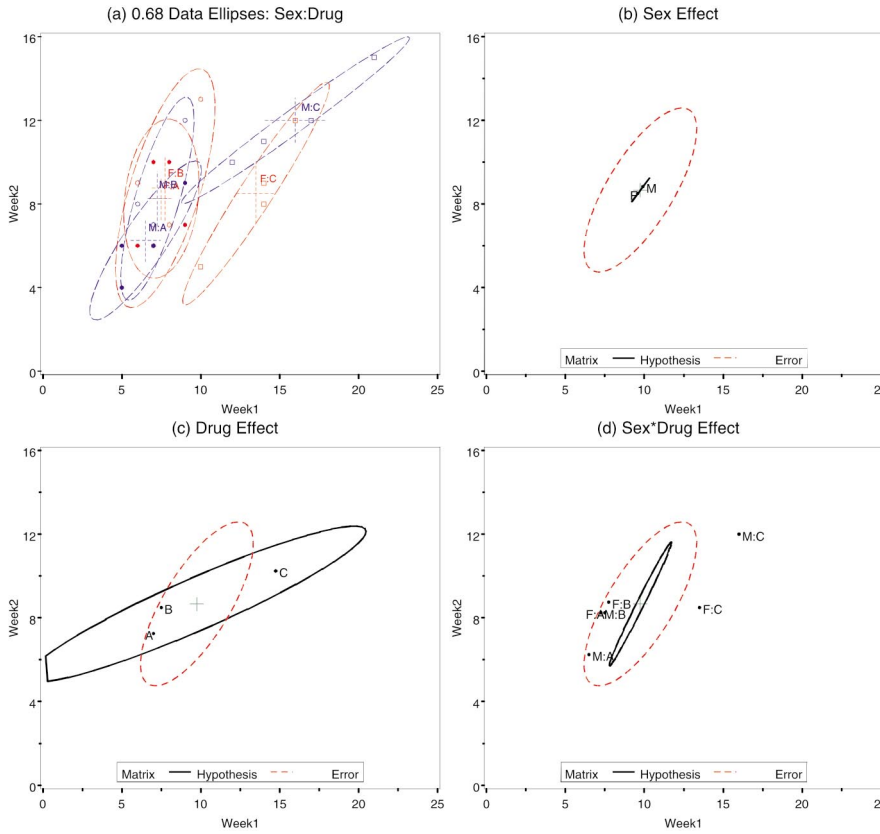 (a) 0.68 Data Ellipses: Sex:Drug
16
12
8
4
0
Week2
M:C
F:B
M:B
F:A
F:C
M:A
0 5 10 15 20 25
Week1
(b) Sex Effect
16
12
8
4
0
Week2
F M
Matrix Hypothesis Error
0 5 10 15 20 25
Week1
(c) Drug Effect
16
12
8
4
0
Week2
C
B
A
Matrix Hypothesis Error
0 5 10 15 20 25
Week1
(d) Sex*Drug Effect
16
12
8
4
0
Week2
M:C
F:B
F:A M:B
F:C
M:A
Matrix Hypothesis Error
0 5 10 15 20 25
Week1